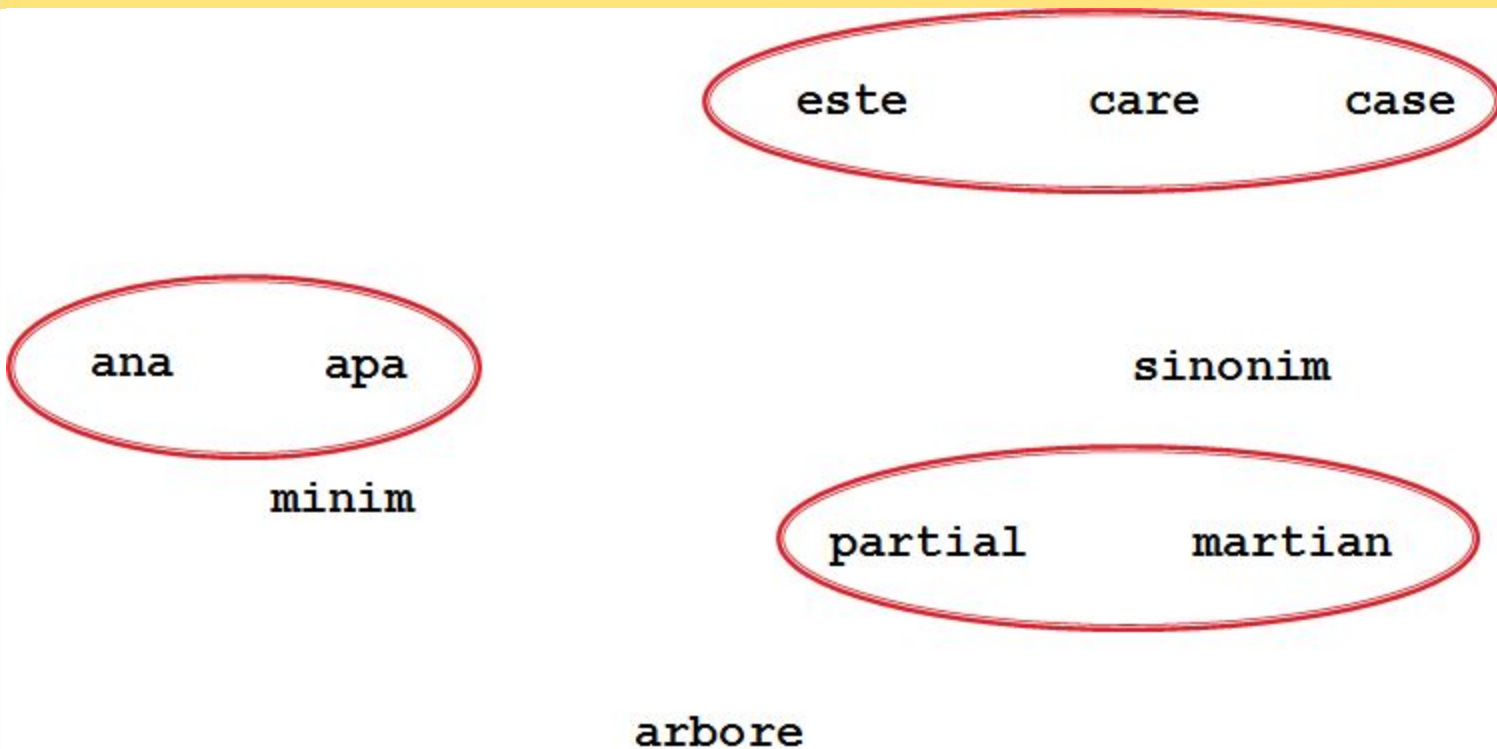 este care case
ana apa
sinonim
minim
partial martian
arbore